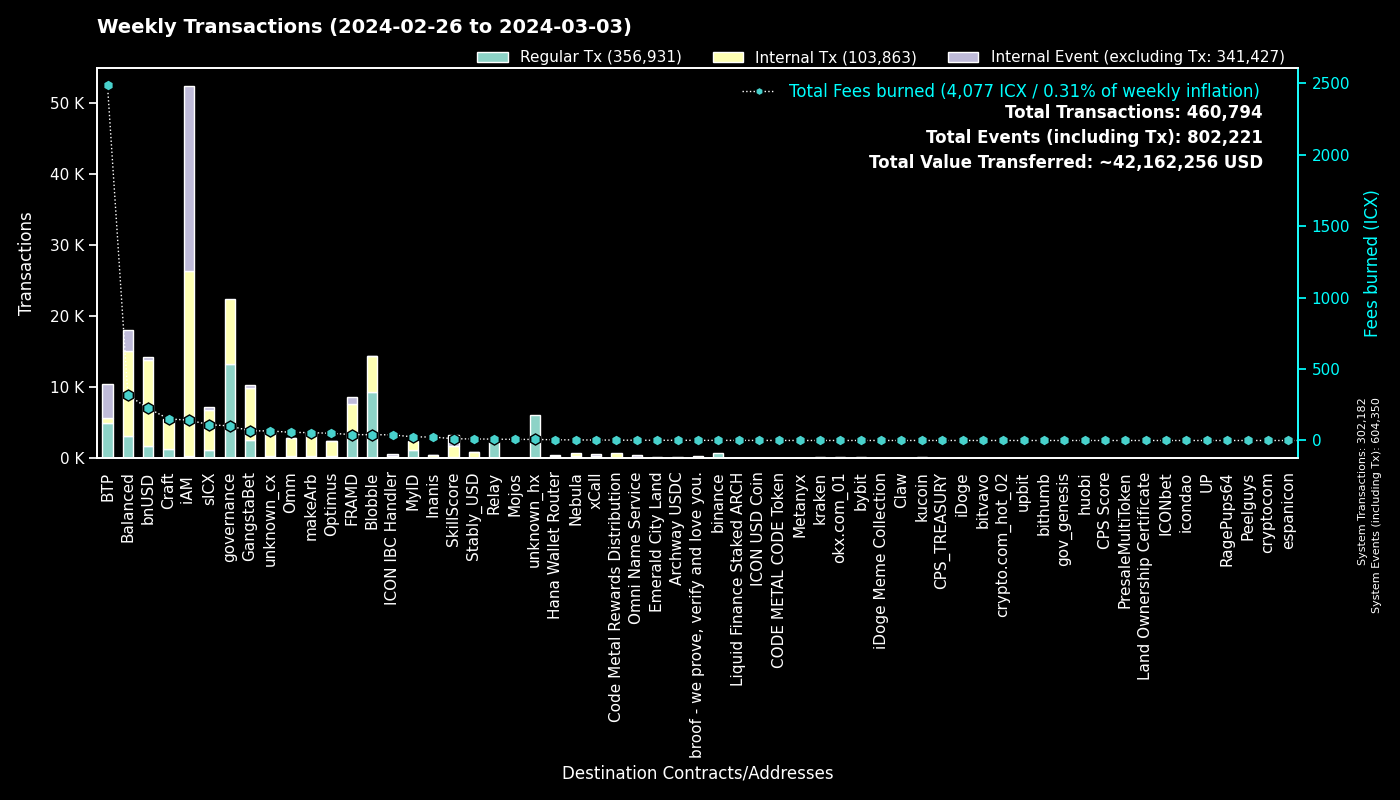 Weekly Transactions (2024-02-26 to 2024-03-03)
Regular Tx (356,931)
Internal Tx (103,863)
Internal Event (excluding Tx: 341,427)
Total Fees burned (4,077 ICX / 0.31% of weekly inflation)
Total Transactions: 460,794
Total Events (including Tx): 802,221
Total Value Transferred: ~42,162,256 USD
Transactions
50 K
40 K
30 K
20 K
10 K
0 K
2500
2000
1500
1000
500
0
Fees burned (ICX)
System Transactions: 302,182
System Events (including Tx): 604,350
BTP
Balanced
bnUSD
Craft
iAM
sICX
governance
GangstaBet
unknown_cx
Omm
makeArb
Optimus
FRAMD
Blobble
ICON IBC Handler
MyID
Inanis
SkillScore
Stably_USD
Relay
Mojos
unknown_hx
Hana Wallet Router
Nebula
xCall
Code Metal Rewards Distribution
Omni Name Service
Emerald City Land
Archway USDC
broof - we prove, verify and love you.
binance
Liquid Finance Staked ARCH
ICON USD Coin
CODE METAL CODE Token
Metanyx
kraken
okx.com_01
bybit
iDoge Meme Collection
Claw
kucoin
CPS_TREASURY
iDoge
bitvavo
crypto.com_hot_02
upbit
bithumb
gov_genesis
huobi
CPS Score
PresaleMultiToken
Land Ownership Certificate
ICONbet
icondao
UP
RagePups64
Peelguys
cryptocom
espanicon
Destination Contracts/Addresses